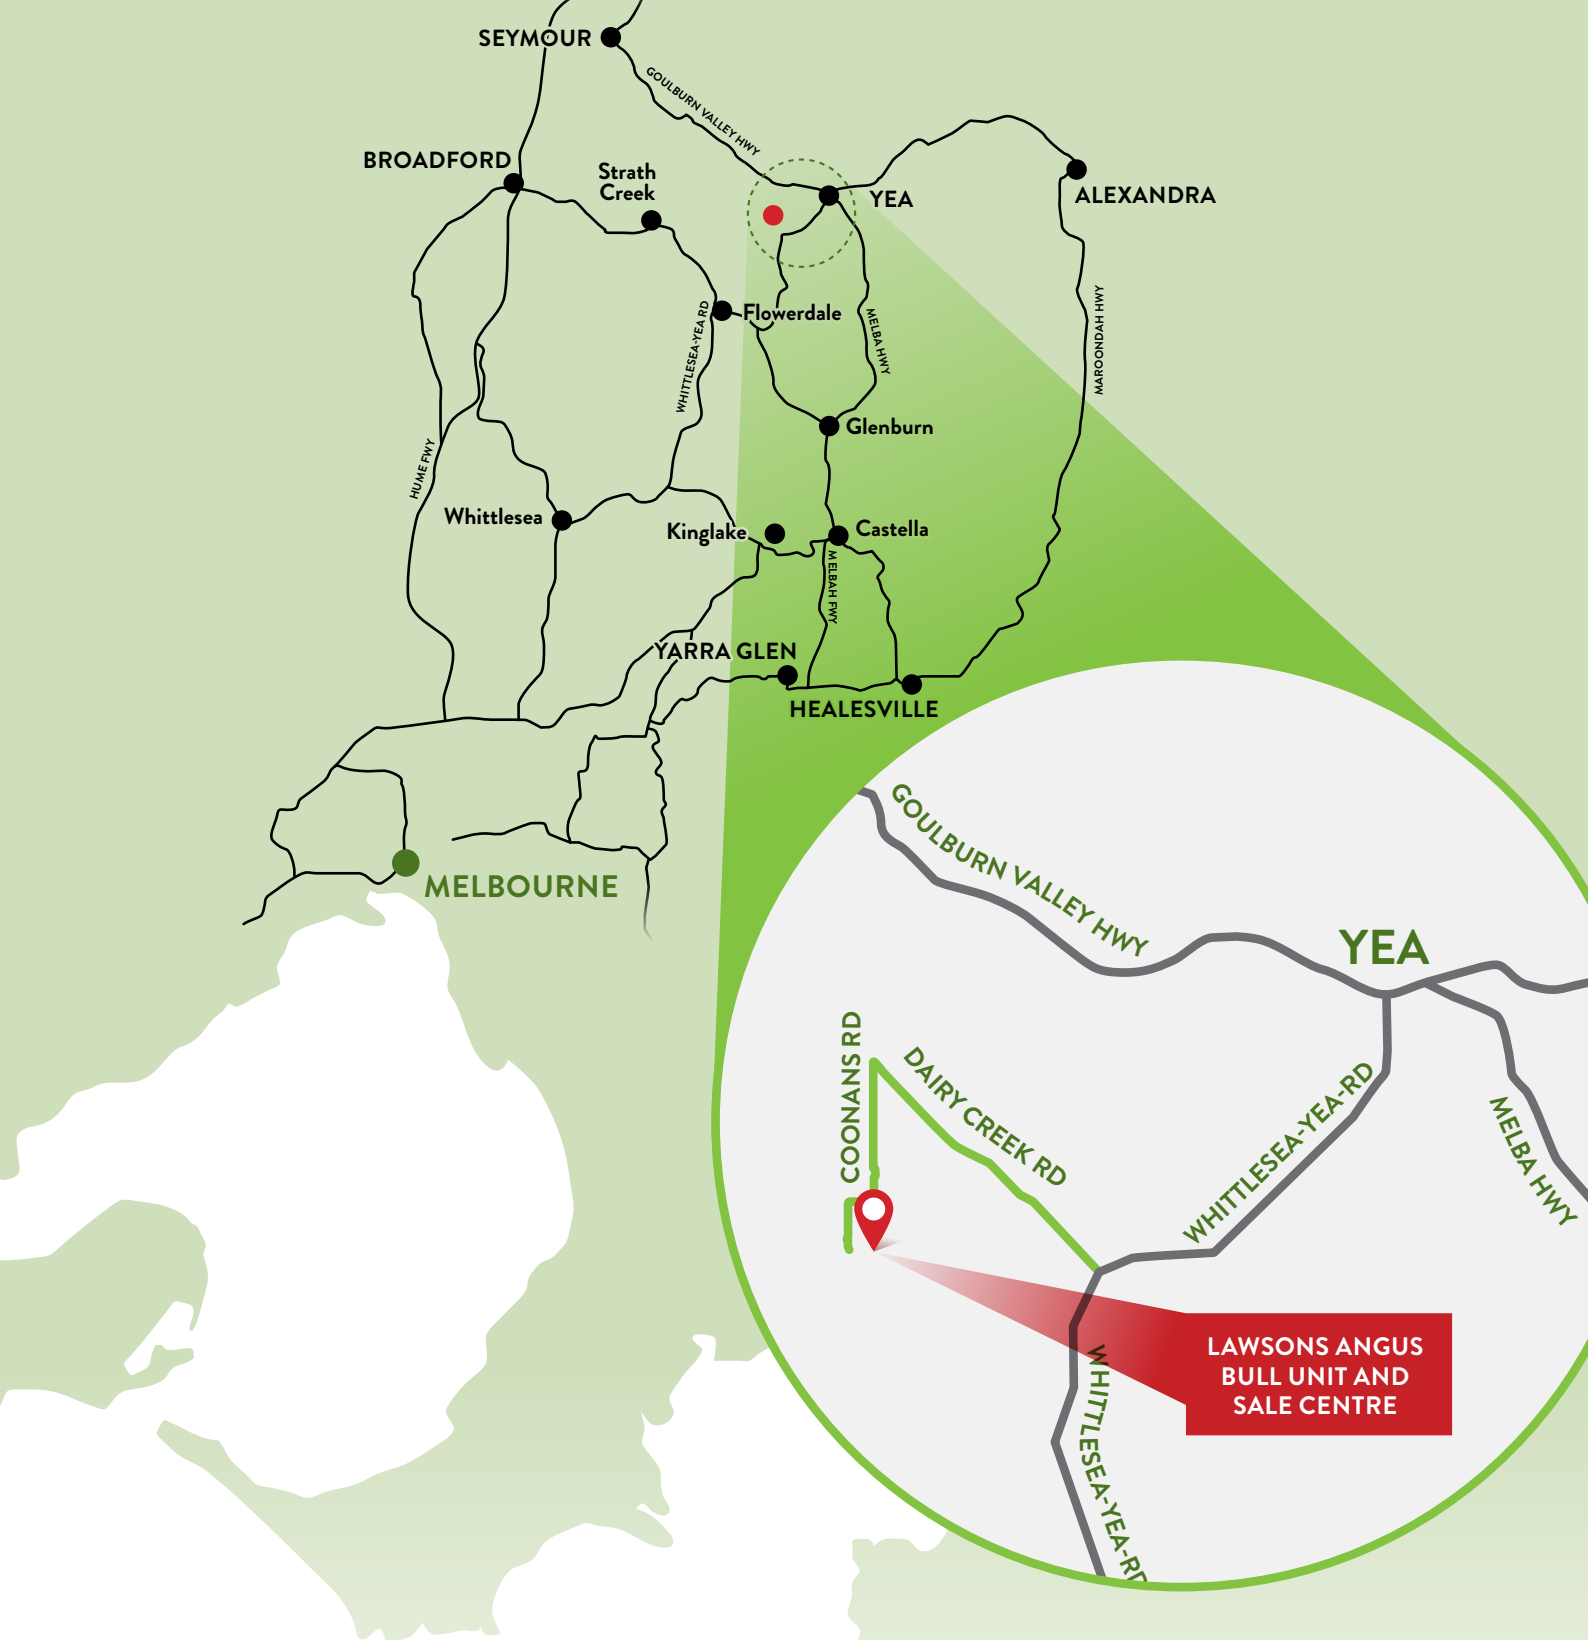 SEYMOUR
GOULBURN VALLEY HWY
BROADFORD
Strath
Creek
YEA
ALEXANDRA
Flowerdale
WHITTLESEA-YEA RD
MELBA HWY
MAROONDAH HWY
Glenburn
HUME FWY
Whittlesea
Kinglake
Castella
MELBAH FWY
YARRA GLEN
HEALESVILLE
MELBOURNE
GOULBURN VALLEY HWY
YEA
COONANS RD
DAIRY CREEK RD
WHITTLESEA-YEA-RD
MELBA HWY
LAWSONS ANGUS
BULL UNIT AND
SALE CENTRE
WHITTLESEA-YEA-RD